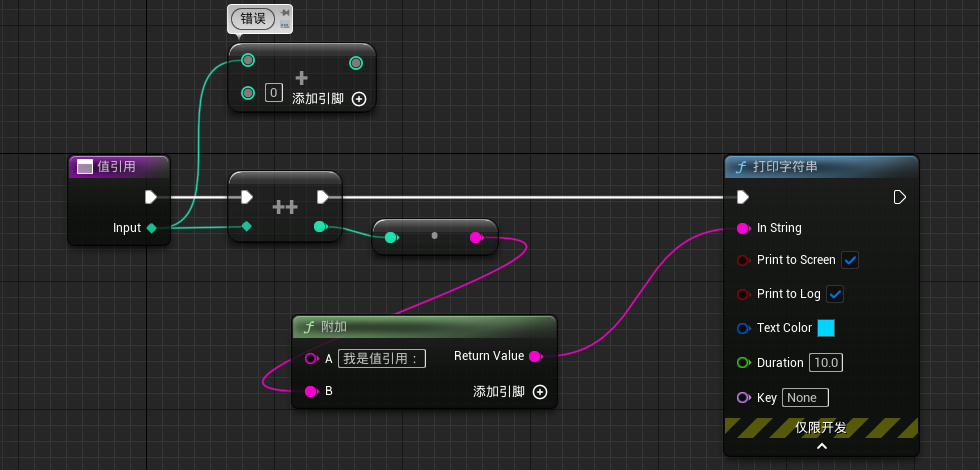 错误
+
0
添加引脚
值引用
Input
++
打印字符串
In String
Print to Screen
Print to Log
Text Color
Duration 10.0
Key None
仅限开发
f 附加
A 我是值引用：
Return Value
B
添加引脚